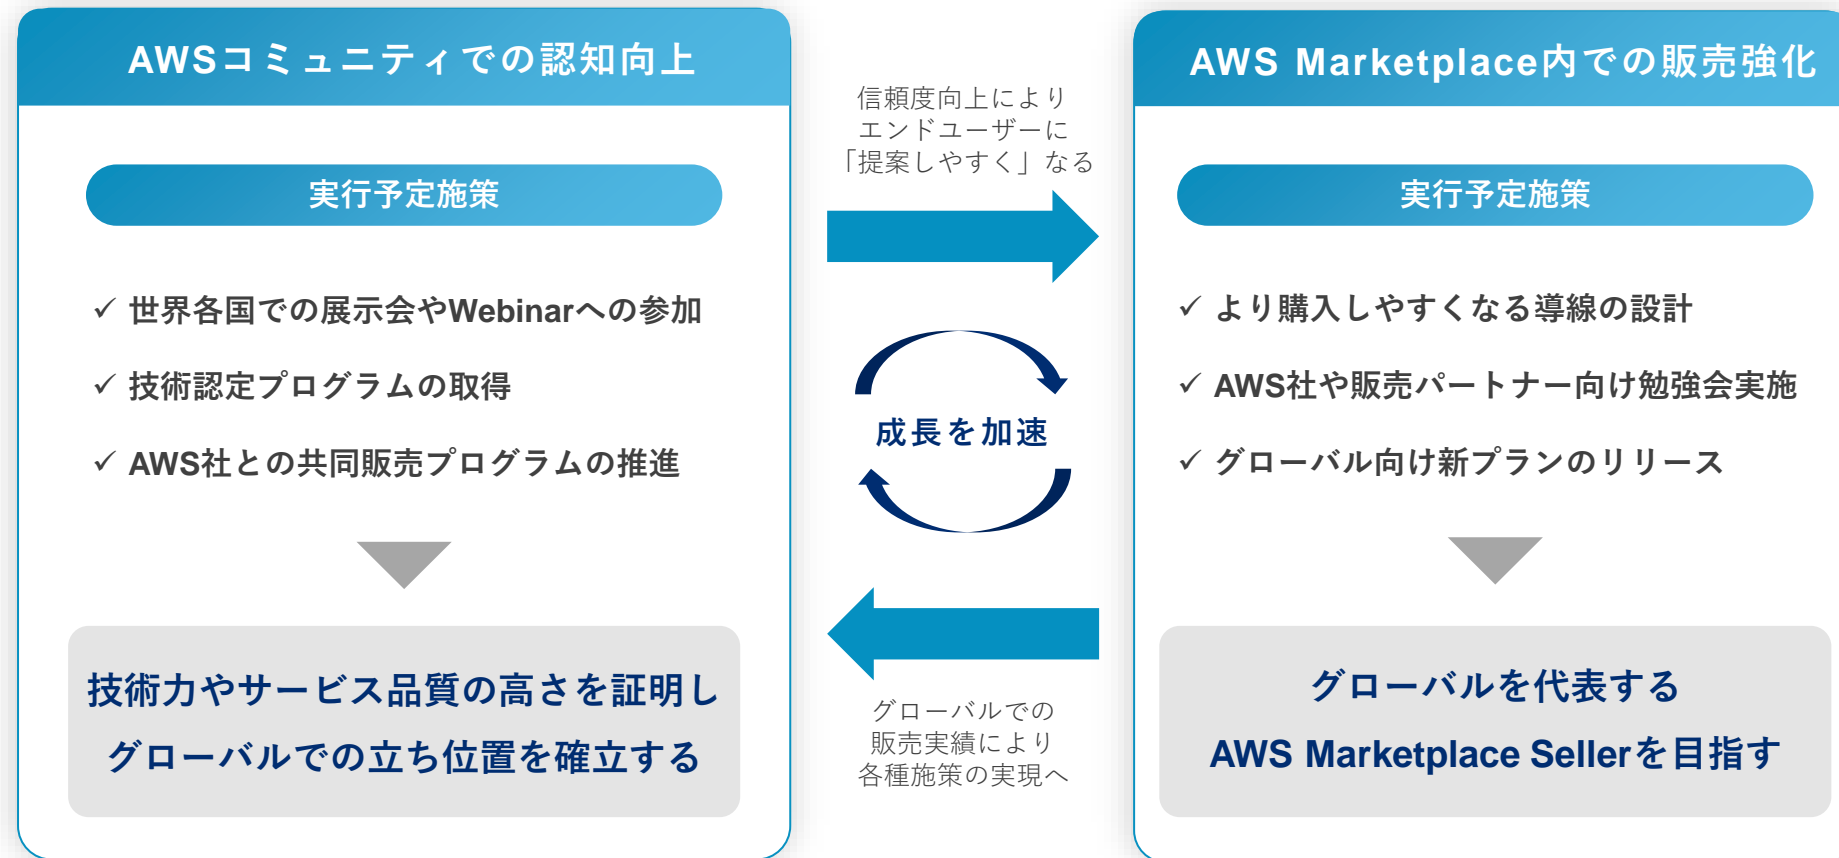 AWSコミュニティでの認知向上
実行予定施策
✓ 世界各国での展示会やWebinarへの参加
✓ 技術認定プログラムの取得
✓ AWS社との共同販売プログラムの推進
技術力やサービス品質の高さを証明し
グローバルでの立ち位置を確立する
信頼度向上により
エンドユーザーに
「提案しやすく」なる
成長を加速
グローバルでの
販売実績により
各種施策の実現へ
AWS Marketplace内での販売強化
実行予定施策
✓ より購入しやすくなる導線の設計
✓ AWS社や販売パートナー向け勉強会実施
✓ グローバル向け新プランのリリース
グローバルを代表する
AWS Marketplace Sellerを目指す